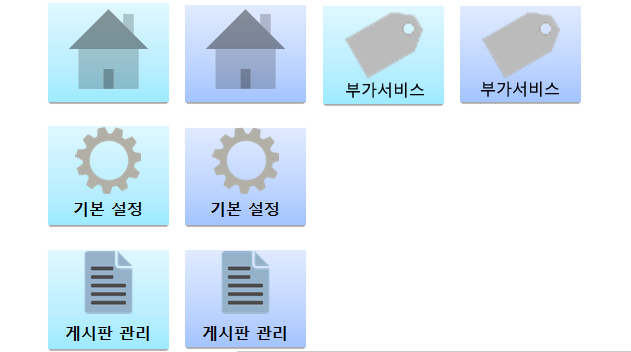 부가서비스
부가서비스
기본 설정
기본 설정
게시판 관리
게시판 관리